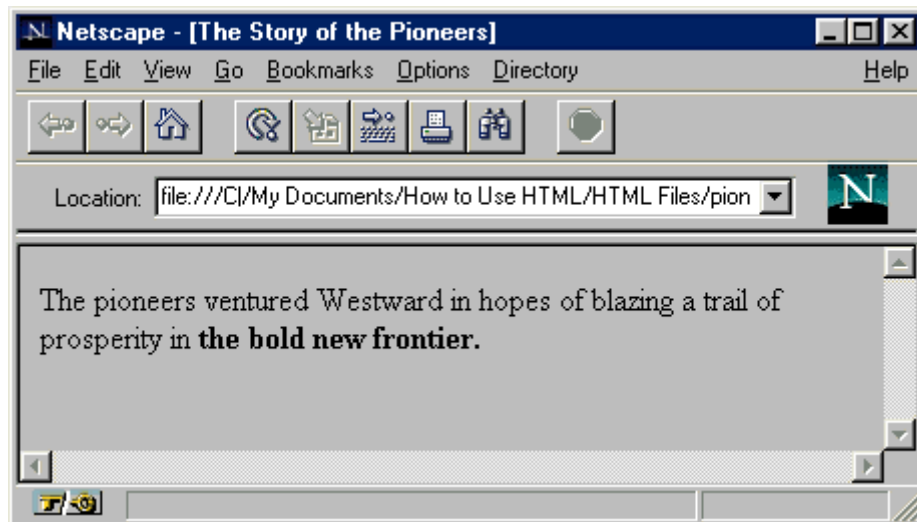 N Netscape - [The Story of the Pioneers]
File Edit View Go Bookmarks Options Directory Help
Location: file:///C|/My Documents/How to Use HTML/HTML Files/pion
N
The pioneers ventured Westward in hopes of blazing a trail of
prosperity in the bold new frontier.